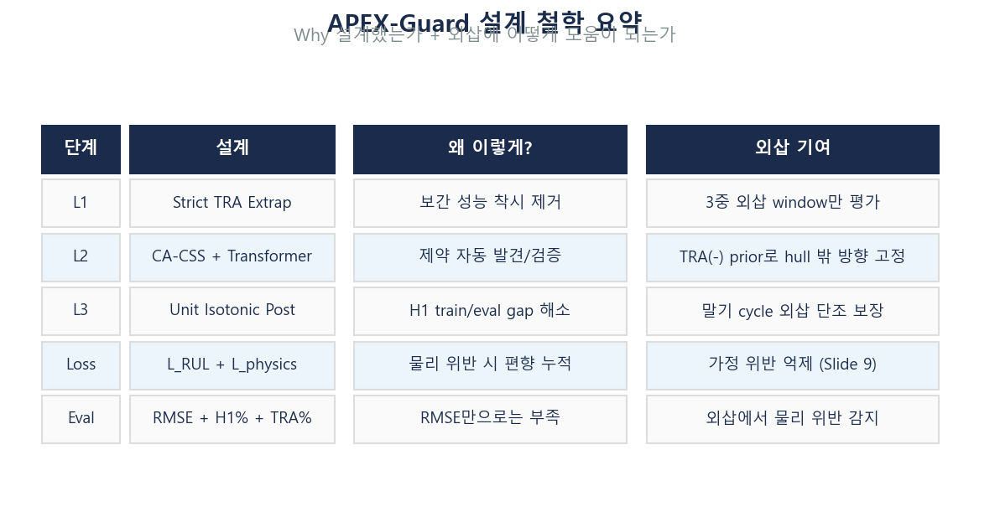 APEX-Guard 설계 철학 요약
Why 설계했는가 + 외삽에 어떻게 도움이 되는가
단계 설계 왜 이렇게? 외삽 기여
L1 Strict TRA Extrap 보간 성능 착시 제거 3중 외삽 window만 평가
L2 CA-CSS + Transformer 제약 자동 발견/검증 TRA(-) prior로 hull 밖 방향 고정
L3 Unit Isotonic Post H1 train/eval gap 해소 말기 cycle 외삽 단조 보장
Loss L_RUL + L_physics 물리 위반 시 편향 누적 가정 위반 억제 (Slide 9)
Eval RMSE + H1% + TRA% RMSE만으로는 부족 외삽에서 물리 위반 감지